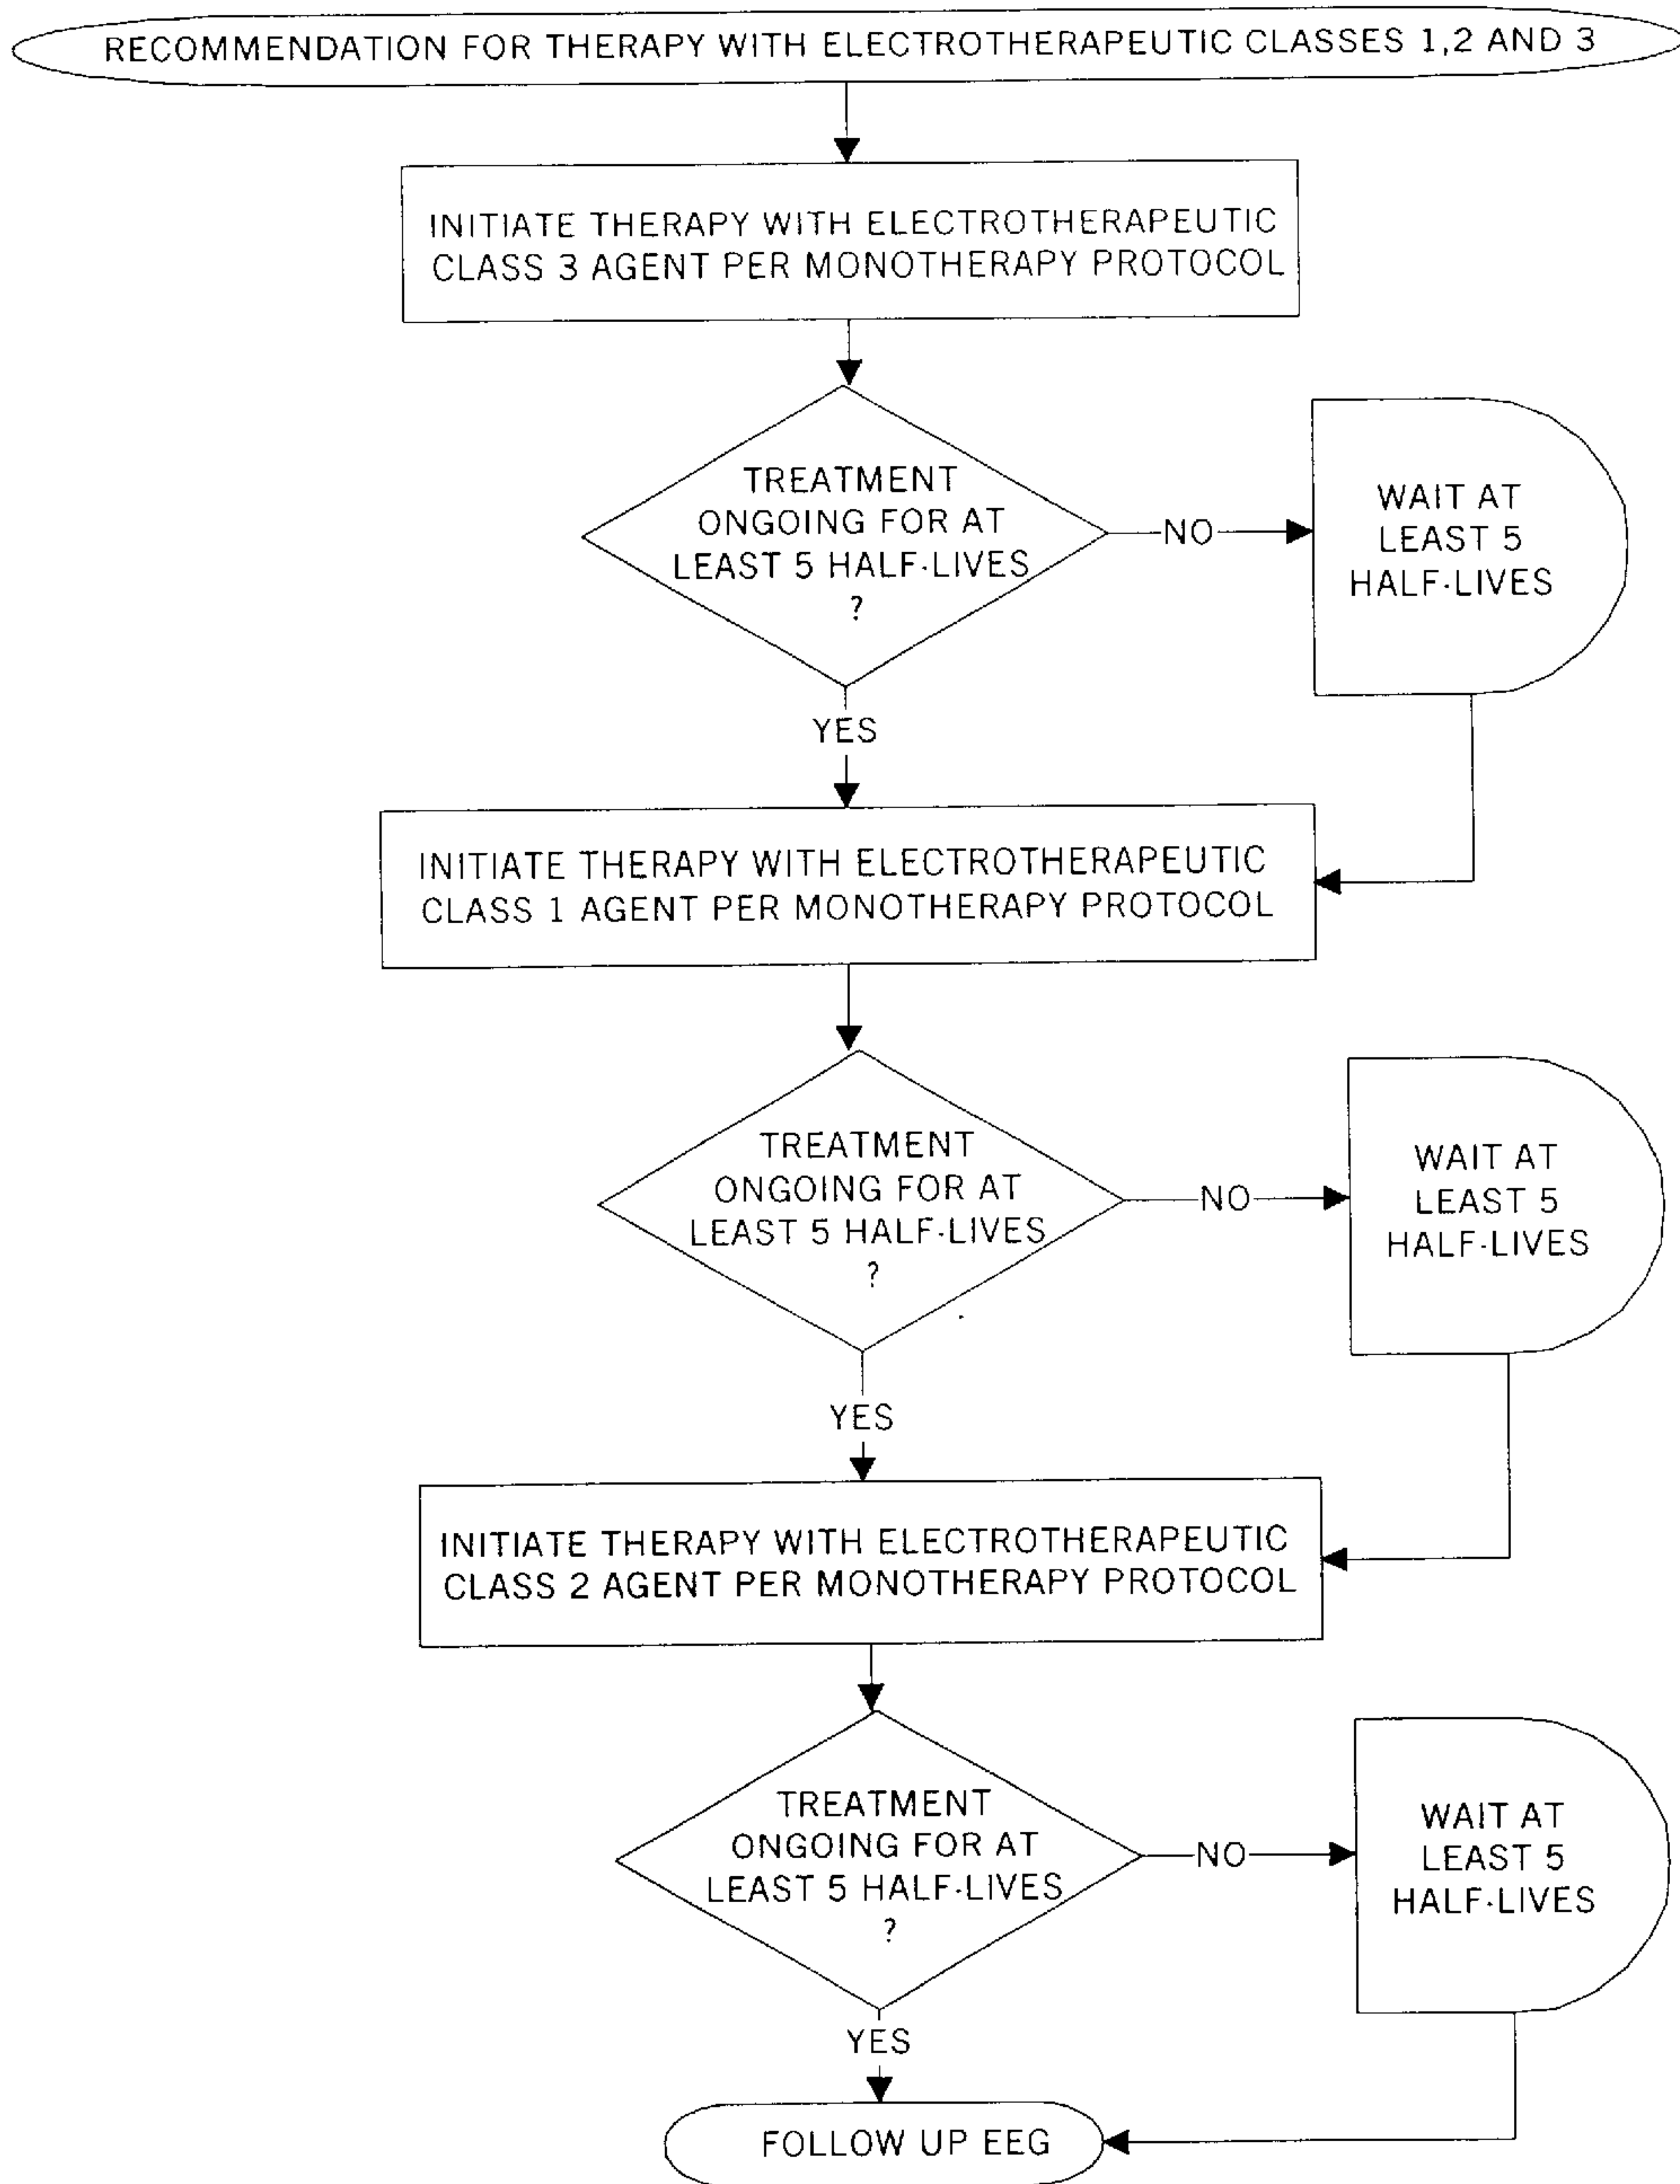 RECOMMENDATION FOR THERAPY WITH ELECTROTHERAPEUTIC CLASSES 1,2 AND 3
INITIATE THERAPY WITH ELECTROTHERAPEUTIC
CLASS 3 AGENT PER MONOTHERAPY PROTOCOL
TREATMENT
ONGOING FOR AT
LEAST 5 HALF-LIVES
?
NO
WAIT AT
LEAST 5
HALF-LIVES
YES
INITIATE THERAPY WITH ELECTROTHERAPEUTIC
CLASS 1 AGENT PER MONOTHERAPY PROTOCOL
TREATMENT
ONGOING FOR AT
LEAST 5 HALF-LIVES
?
NO
WAIT AT
LEAST 5
HALF-LIVES
YES
INITIATE THERAPY WITH ELECTROTHERAPEUTIC
CLASS 2 AGENT PER MONOTHERAPY PROTOCOL
TREATMENT
ONGOING FOR AT
LEAST 5 HALF-LIVES
?
NO
WAIT AT
LEAST 5
HALF-LIVES
YES
FOLLOW UP EEG